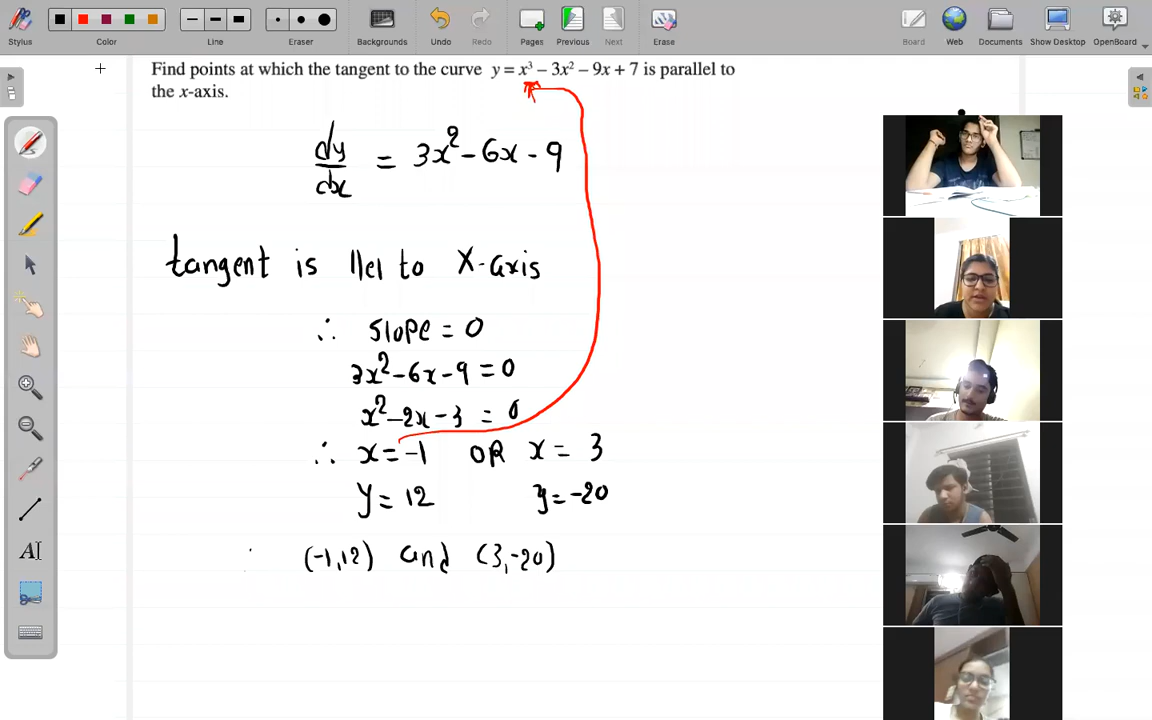 Stylus Color Line Eraser Backgrounds Undo Redo Pages Previous Next Erase Board Web Documents Show Desktop OpenBoard
Find points at which the tangent to the curve y = x³ − 3x² − 9x + 7 is parallel to
the x-axis.
dy/dx = 3x² - 6x - 9
tangent is ||el to X-axis
∴ slope = 0
3x² - 6x - 9 = 0
x² - 2x - 3 = 0
∴ x = -1 OR x = 3
y = 12 y = -20
(-1,12) and (3,-20)